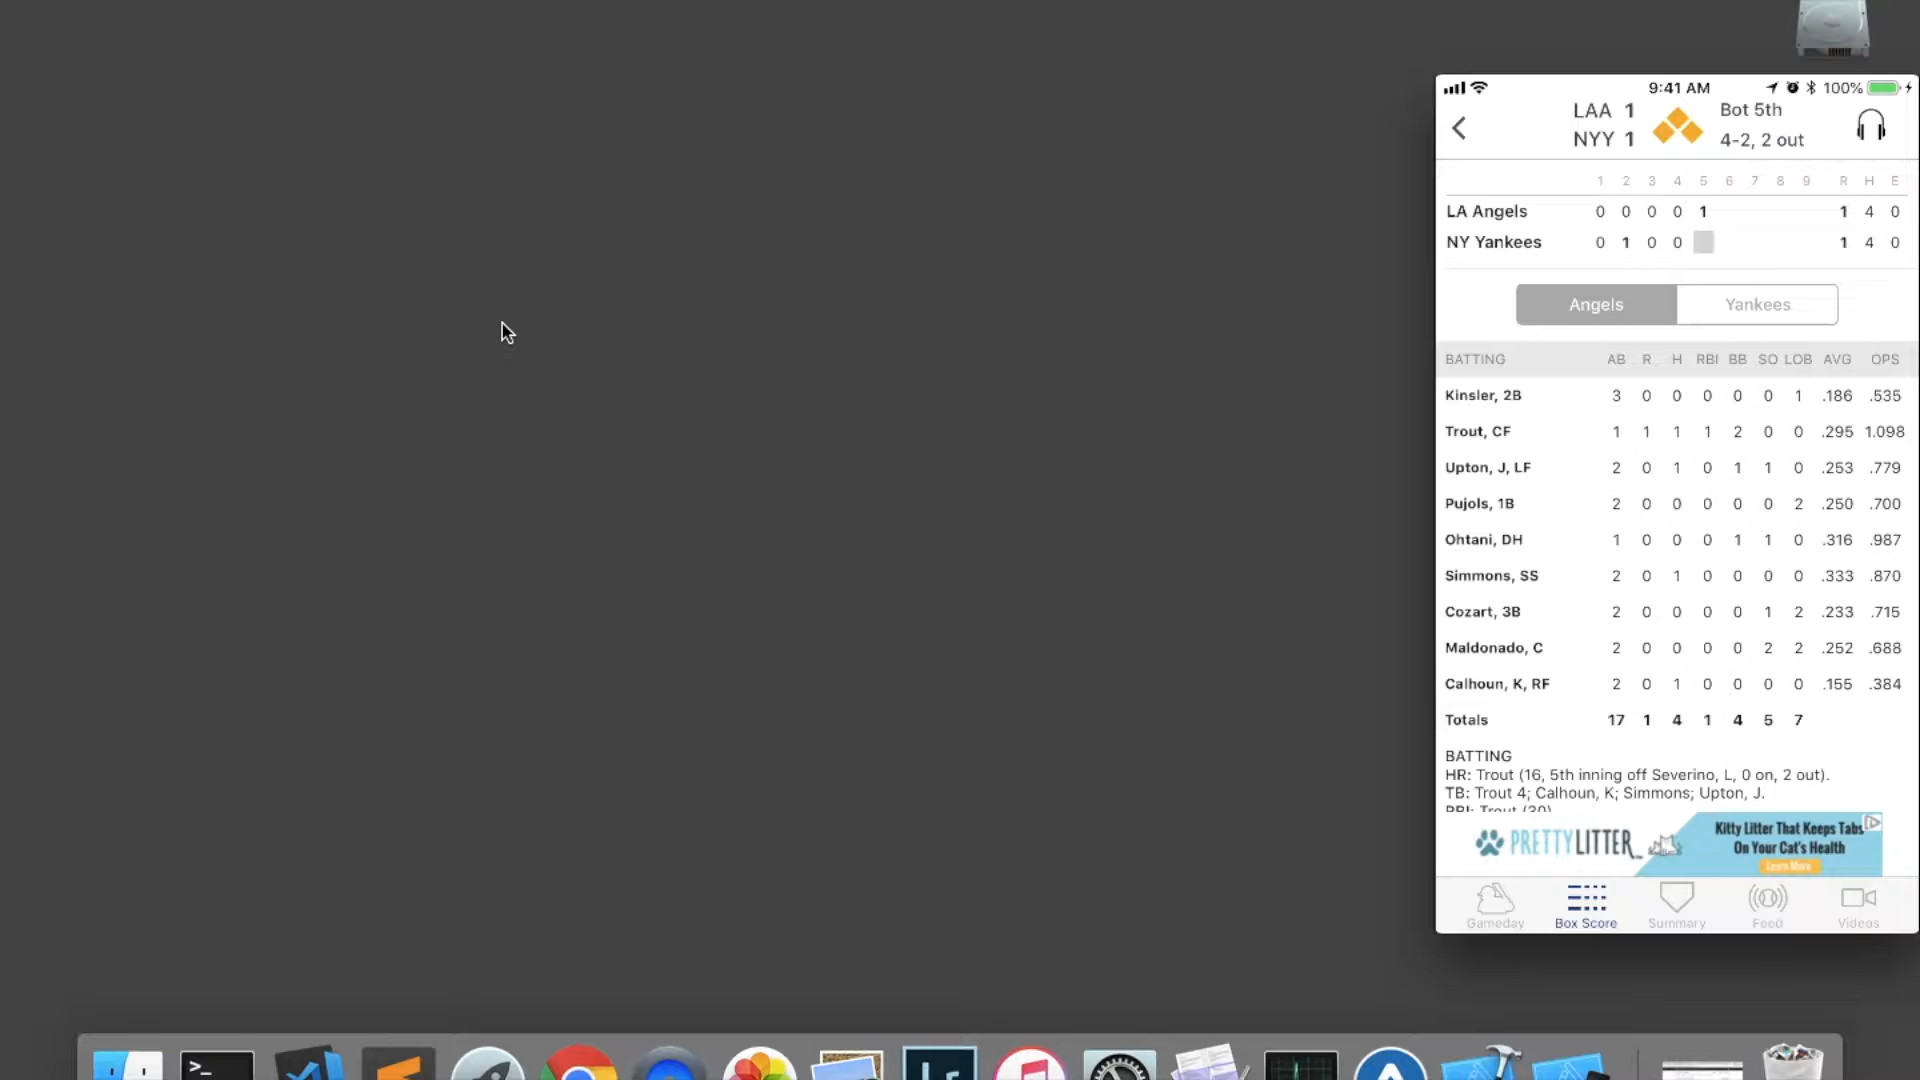 9:41 AM 100%
LAA 1 Bot 5th
NYY 1 4-2, 2 out
1 2 3 4 5 6 7 8 9 R H E
LA Angels 0 0 0 0 1 1 4 0
NY Yankees 0 1 0 0 1 4 0
Angels Yankees
BATTING AB R H RBI BB SO LOB AVG OPS
Kinsler, 2B 3 0 0 0 0 0 1 .186 .535
Trout, CF 1 1 1 1 2 0 0 .295 1.098
Upton, J, LF 2 0 1 0 1 1 0 .253 .779
Pujols, 1B 2 0 0 0 0 0 2 .250 .700
Ohtani, DH 1 0 0 0 1 1 0 .316 .987
Simmons, SS 2 0 1 0 0 0 0 .333 .870
Cozart, 3B 2 0 0 0 0 1 2 .233 .715
Maldonado, C 2 0 0 0 0 2 2 .252 .688
Calhoun, K, RF 2 0 1 0 0 0 0 .155 .384
Totals 17 1 4 1 4 5 7
BATTING
HR: Trout (16, 5th inning off Severino, L, 0 on, 2 out).
TB: Trout 4; Calhoun, K; Simmons; Upton, J.
RBI: Trout (30)
PRETTYLITTER
Kitty Litter That Keeps Tabs
On Your Cat's Health
Learn More
Gameday Box Score Summary Feed Videos
>_
Lr